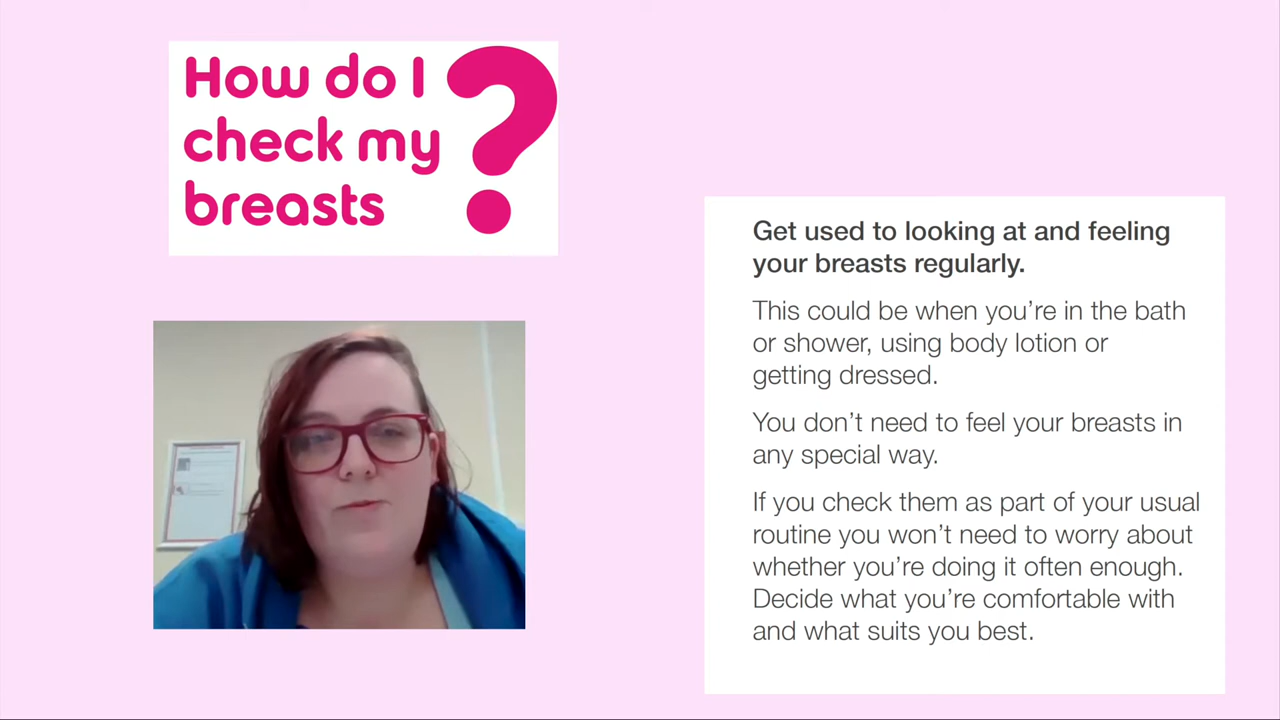 How do I
check my
breasts
?
Get used to looking at and feeling
your breasts regularly.
This could be when you’re in the bath
or shower, using body lotion or
getting dressed.
You don’t need to feel your breasts in
any special way.
If you check them as part of your usual
routine you won’t need to worry about
whether you’re doing it often enough.
Decide what you’re comfortable with
and what suits you best.